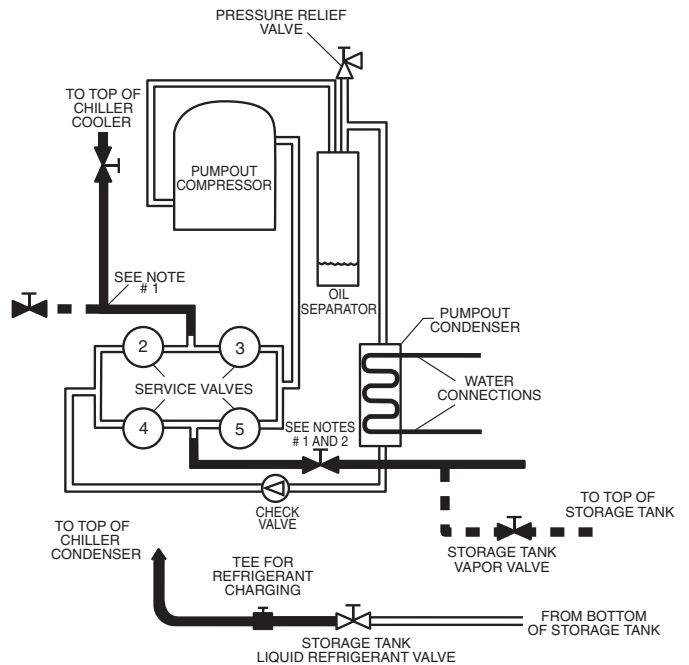 PRESSURE RELIEF
VALVE
TO TOP OF
CHILLER
COOLER
PUMPOUT
COMPRESSOR
SEE NOTE
# 1
OIL
SEPARATOR
PUMPOUT
CONDENSER
2
3
SERVICE VALVES
WATER
CONNECTIONS
4
5
SEE NOTES
# 1 AND 2
CHECK
VALVE
TO TOP OF
STORAGE TANK
STORAGE TANK
VAPOR VALVE
TO TOP OF
CHILLER
CONDENSER
TEE FOR
REFRIGERANT
CHARGING
STORAGE TANK
LIQUID REFRIGERANT VALVE
FROM BOTTOM
OF STORAGE TANK